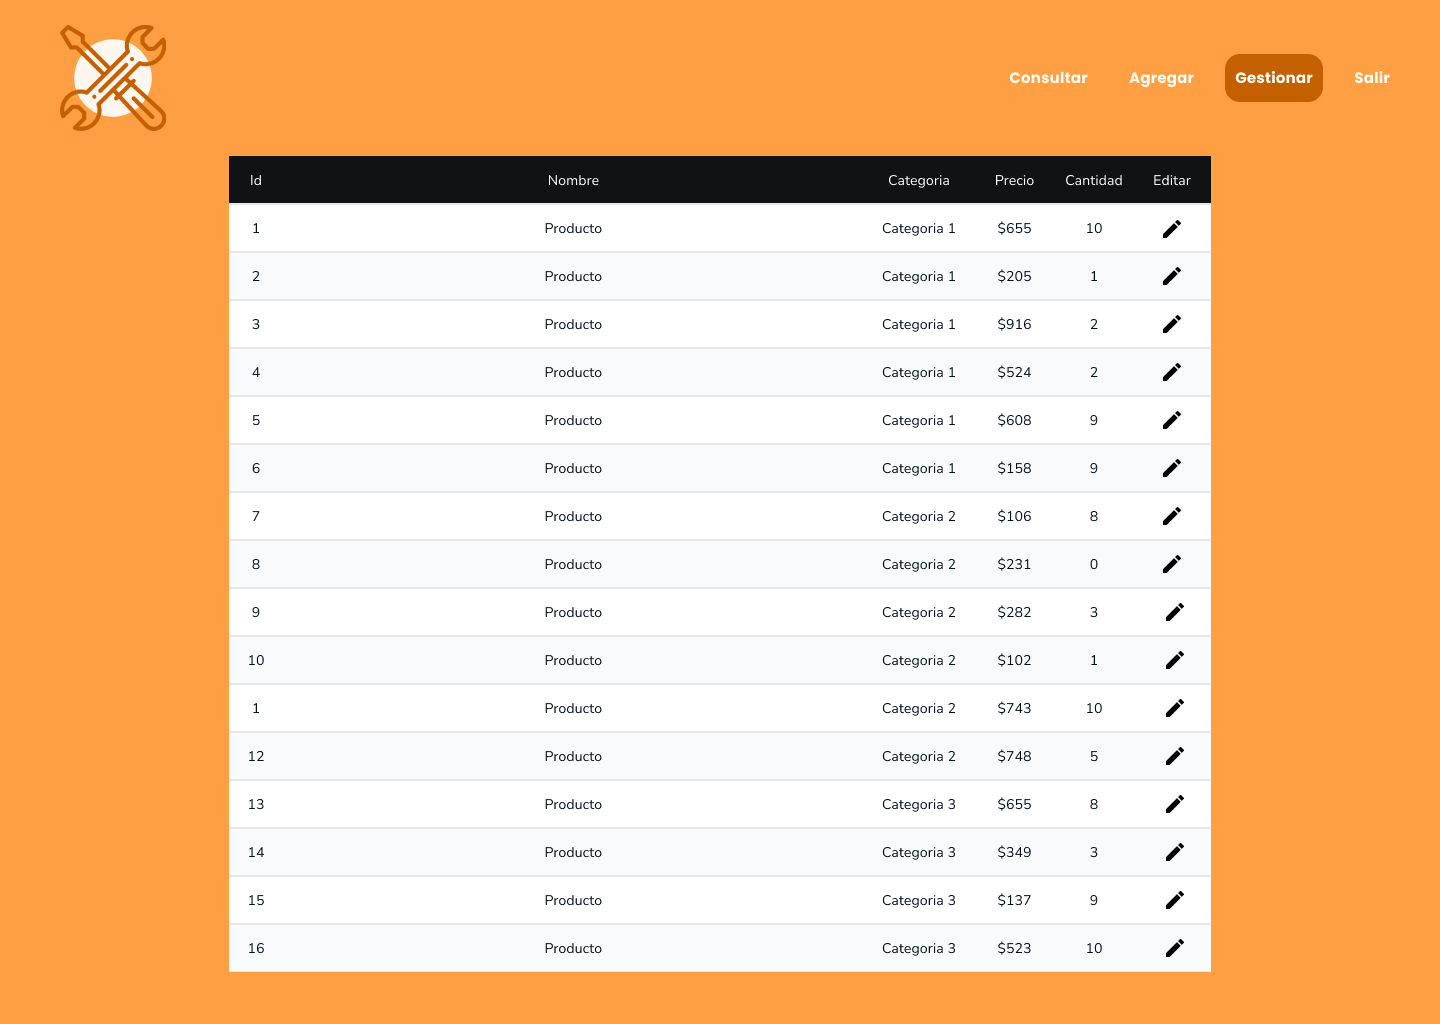 Consultar Agregar Gestionar Salir
Id Nombre Categoria Precio Cantidad Editar
1 Producto Categoria 1 $655 10
2 Producto Categoria 1 $205 1
3 Producto Categoria 1 $916 2
4 Producto Categoria 1 $524 2
5 Producto Categoria 1 $608 9
6 Producto Categoria 1 $158 9
7 Producto Categoria 2 $106 8
8 Producto Categoria 2 $231 0
9 Producto Categoria 2 $282 3
10 Producto Categoria 2 $102 1
1 Producto Categoria 2 $743 10
12 Producto Categoria 2 $748 5
13 Producto Categoria 3 $655 8
14 Producto Categoria 3 $349 3
15 Producto Categoria 3 $137 9
16 Producto Categoria 3 $523 10